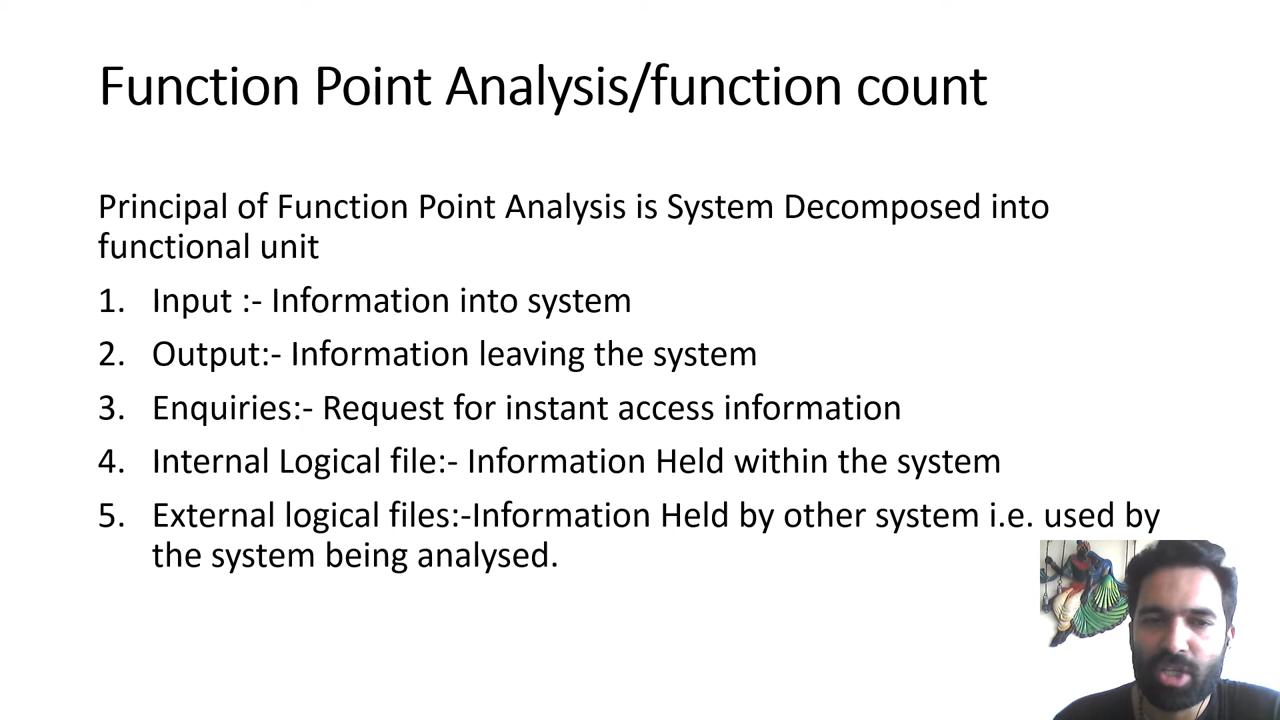 Function Point Analysis/function count
Principal of Function Point Analysis is System Decomposed into
functional unit
1. Input :- Information into system
2. Output:- Information leaving the system
3. Enquiries:- Request for instant access information
4. Internal Logical file:- Information Held within the system
5. External logical files:-Information Held by other system i.e. used by
the system being analysed.